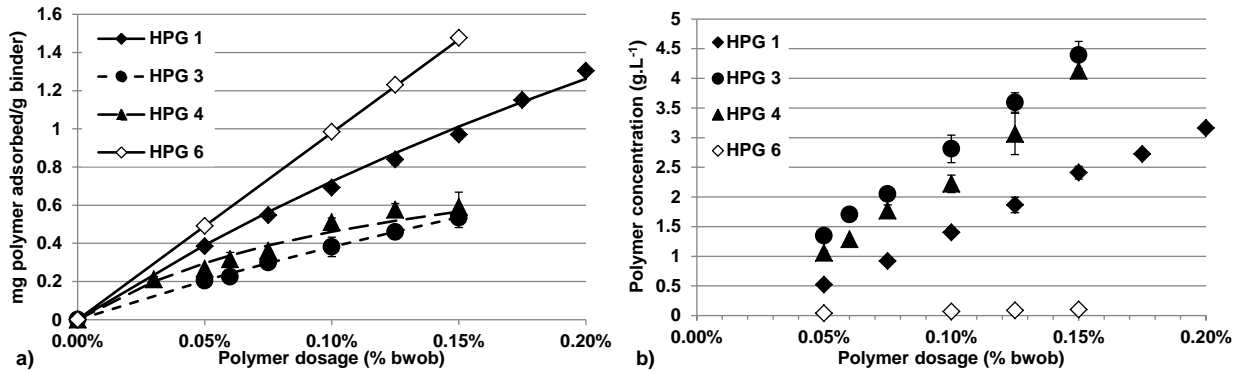 mg polymer adsorbed/g binder
1.6
1.4
1.2
1
0.8
0.6
0.4
0.2
0
HPG 1
HPG 3
HPG 4
HPG 6
0.00%
0.05%
0.10%
0.15%
0.20%
Polymer dosage (% bwob)
a)
Polymer concentration (g.L-1)
5
4.5
4
3.5
3
2.5
2
1.5
1
0.5
0
HPG 1
HPG 3
HPG 4
HPG 6
0.00%
0.05%
0.10%
0.15%
0.20%
Polymer dosage (% bwob)
b)